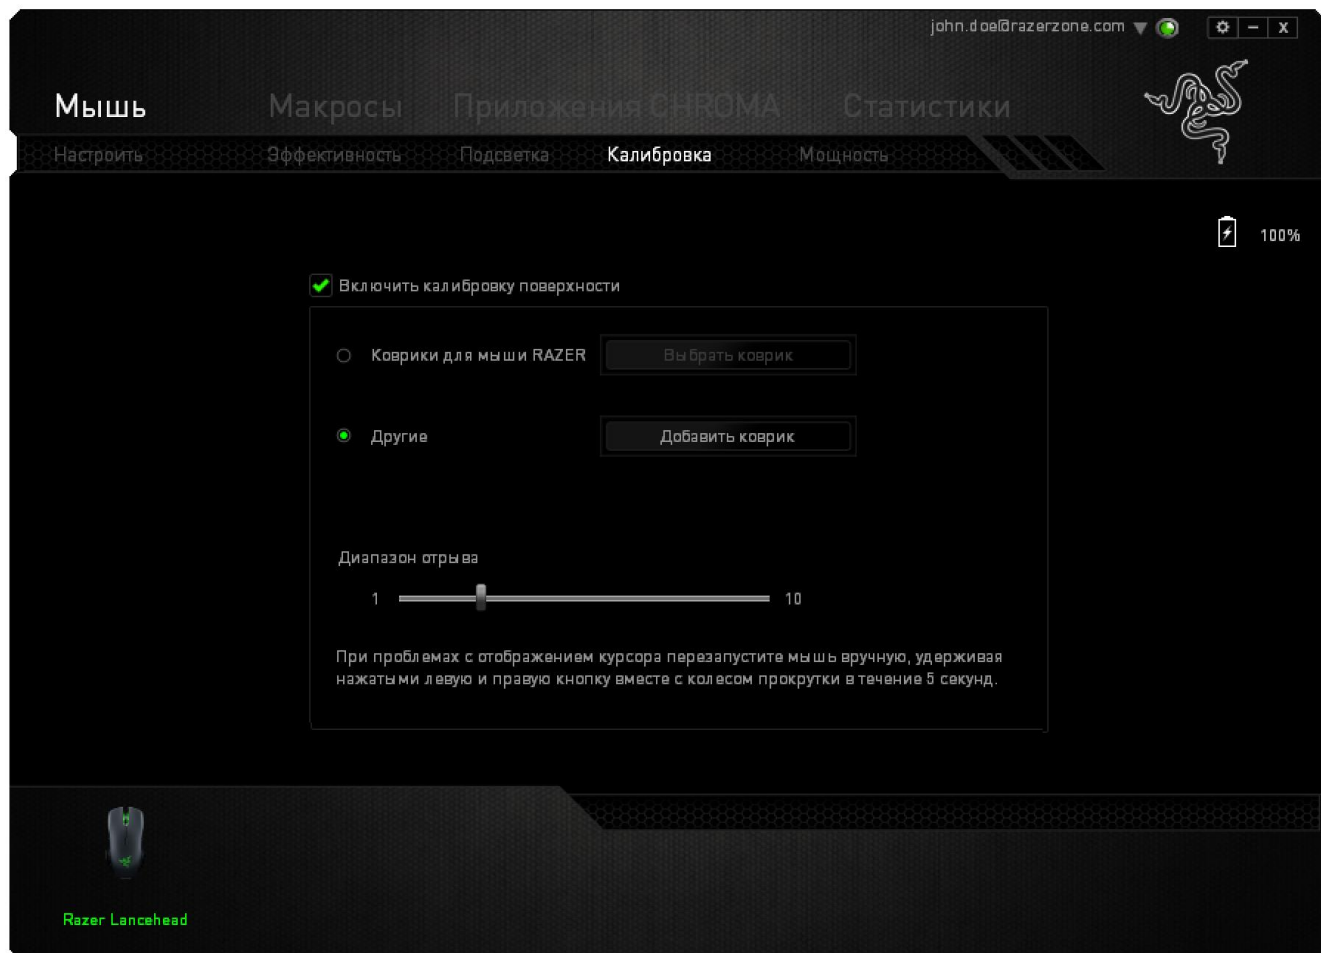 john.doe@razerzone.com
Мышь Макросы Приложения CHROMA Статистики
Настроить Эффективность Подсветка Калибровка Мощность
100%
Включить калибровку поверхности
Коврики для мыши RAZER Выбрать коврик
Другие Добавить коврик
Диапазон отрыва
1 10
При проблемах с отображением курсора перезапустите мышь вручную, удерживая
нажатыми левую и правую кнопку вместе с колесом прокрутки в течение 5 секунд.
Razer Lancehead